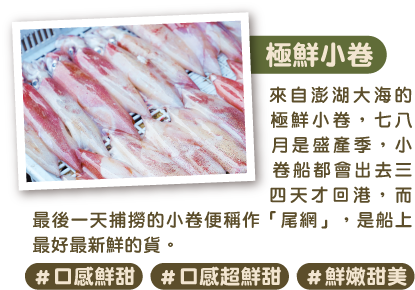 極鮮小卷
來自澎湖大海的
極鮮小卷，七八
月是盛產季，小
卷船都會出去三
四天才回港，而
最後一天捕撈的小卷便稱作「尾網」，是船上
最好最新鮮的貨。
#口感鮮甜 #口感超鮮甜 #鮮嫩甜美